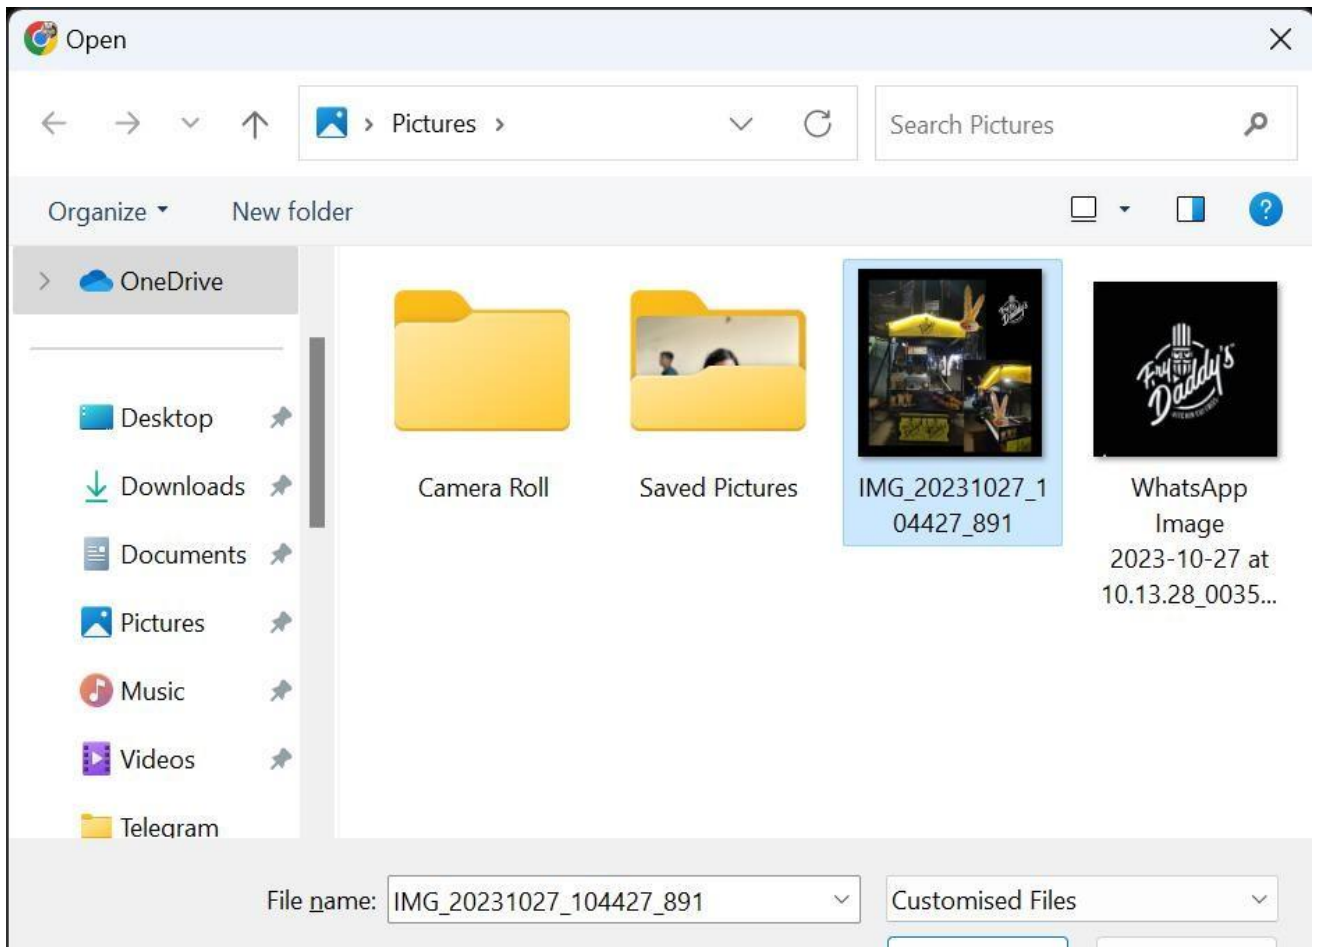 Open
Pictures
Search Pictures
Organize
New folder
OneDrive
Desktop
Downloads
Documents
Pictures
Music
Videos
Telegram
Camera Roll
Saved Pictures
IMG_20231027_1
04427_891
Fry
Daddy's
WhatsApp
Image
2023-10-27 at
10.13.28_0035...
File name:
IMG_20231027_104427_891
Customised Files